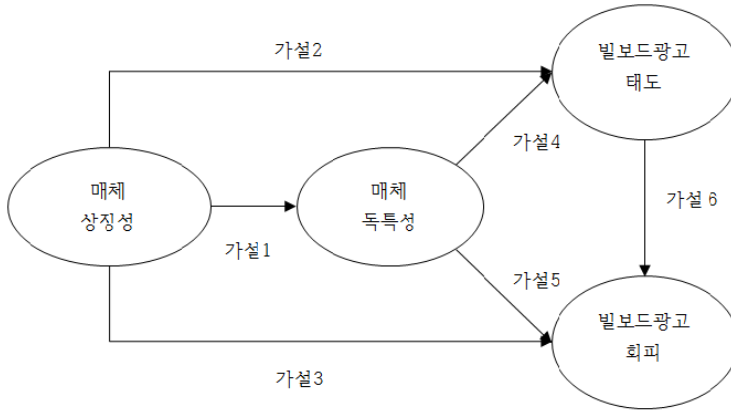 가설2
빌보드광고
태도
가설4
매체
상징성
매체
독특성
가설 6
가설1
가설5
빌보드광고
회피
가설3